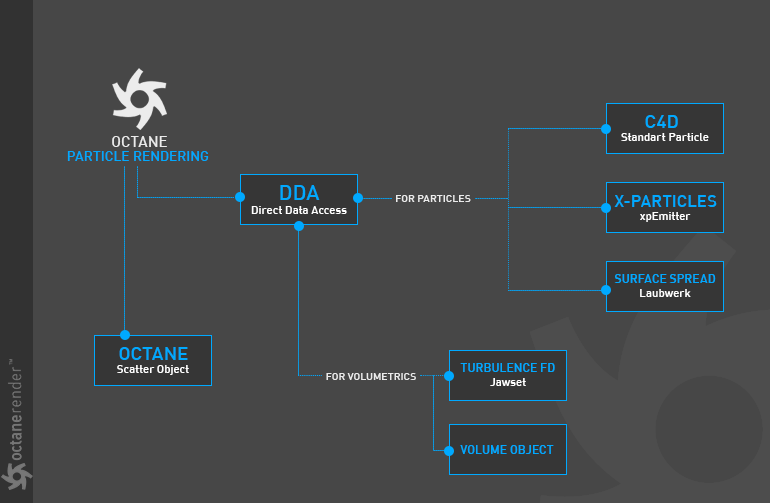 OCTANE
PARTICLE RENDERING
DDA
Direct Data Access
FOR PARTICLES
C4D
Standart Particle
X-PARTICLES
xpEmitter
SURFACE SPREAD
Laubwerk
OCTANE
Scatter Object
FOR VOLUMETRICS
TURBULENCE FD
Jawset
VOLUME OBJECT
octanerender™